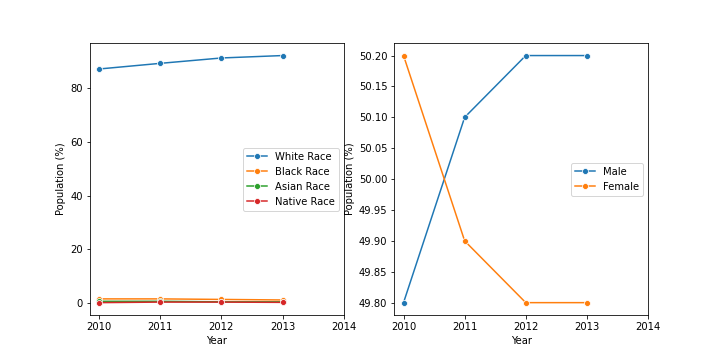 80
60
40
20
0
Population (%)
2010 2011 2012 2013 2014
Year
White Race
Black Race
Asian Race
Native Race
50.20
50.15
50.10
50.05
50.00
49.95
49.90
49.85
49.80
Population (%)
2010 2011 2012 2013 2014
Year
Male
Female